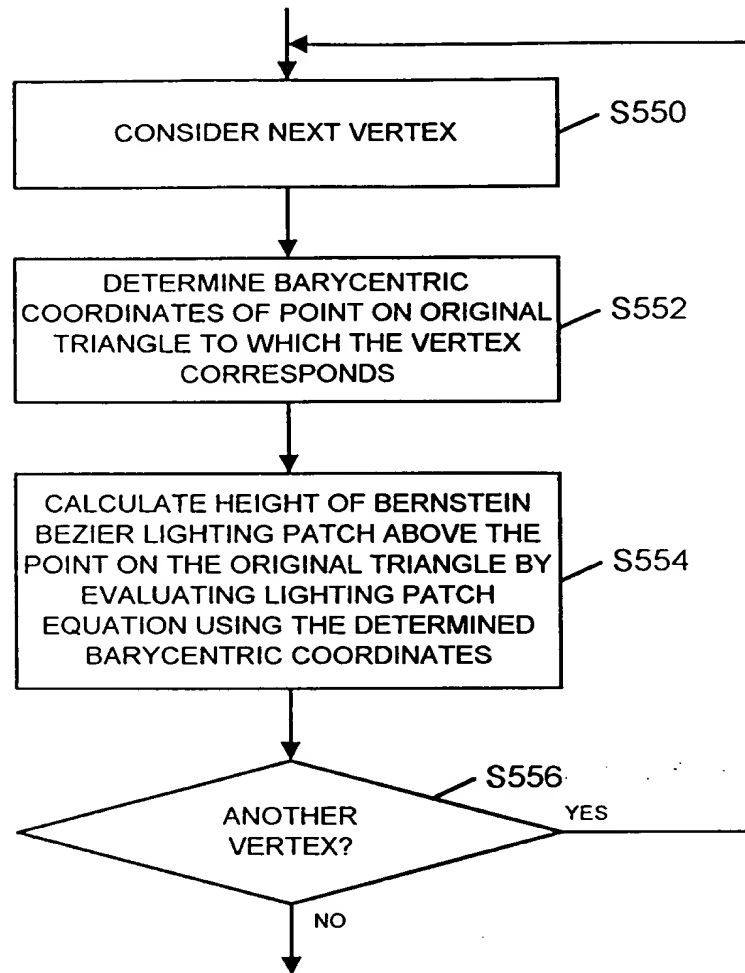 CONSIDER NEXT VERTEX
S550
DETERMINE BARYCENTRIC
COORDINATES OF POINT ON ORIGINAL
TRIANGLE TO WHICH THE VERTEX
CORRESPONDS
S552
CALCULATE HEIGHT OF BERNSTEIN
BEZIER LIGHTING PATCH ABOVE THE
POINT ON THE ORIGINAL TRIANGLE BY
EVALUATING LIGHTING PATCH
EQUATION USING THE DETERMINED
BARYCENTRIC COORDINATES
S554
S556
ANOTHER
VERTEX?
YES
NO